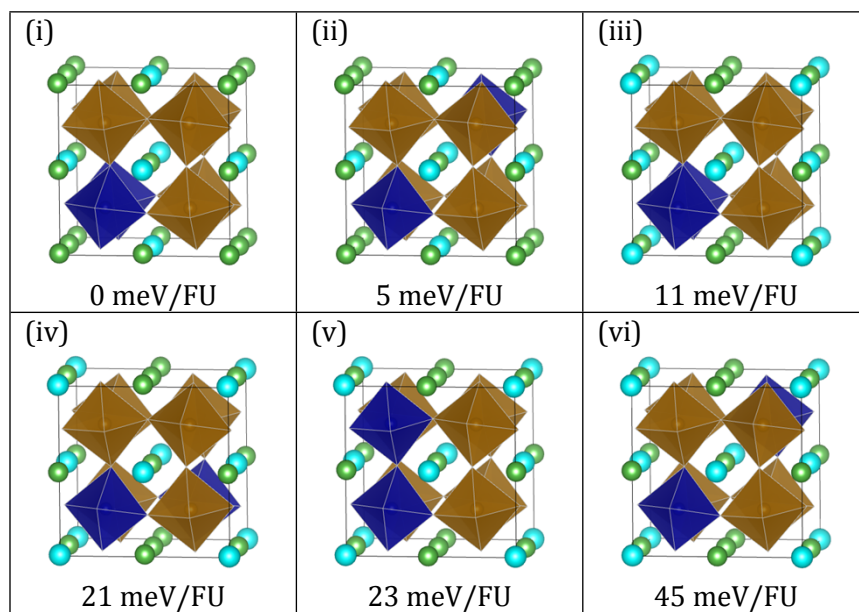 (i)
0 meV/FU
(ii)
5 meV/FU
(iii)
11 meV/FU
(iv)
21 meV/FU
(v)
23 meV/FU
(vi)
45 meV/FU